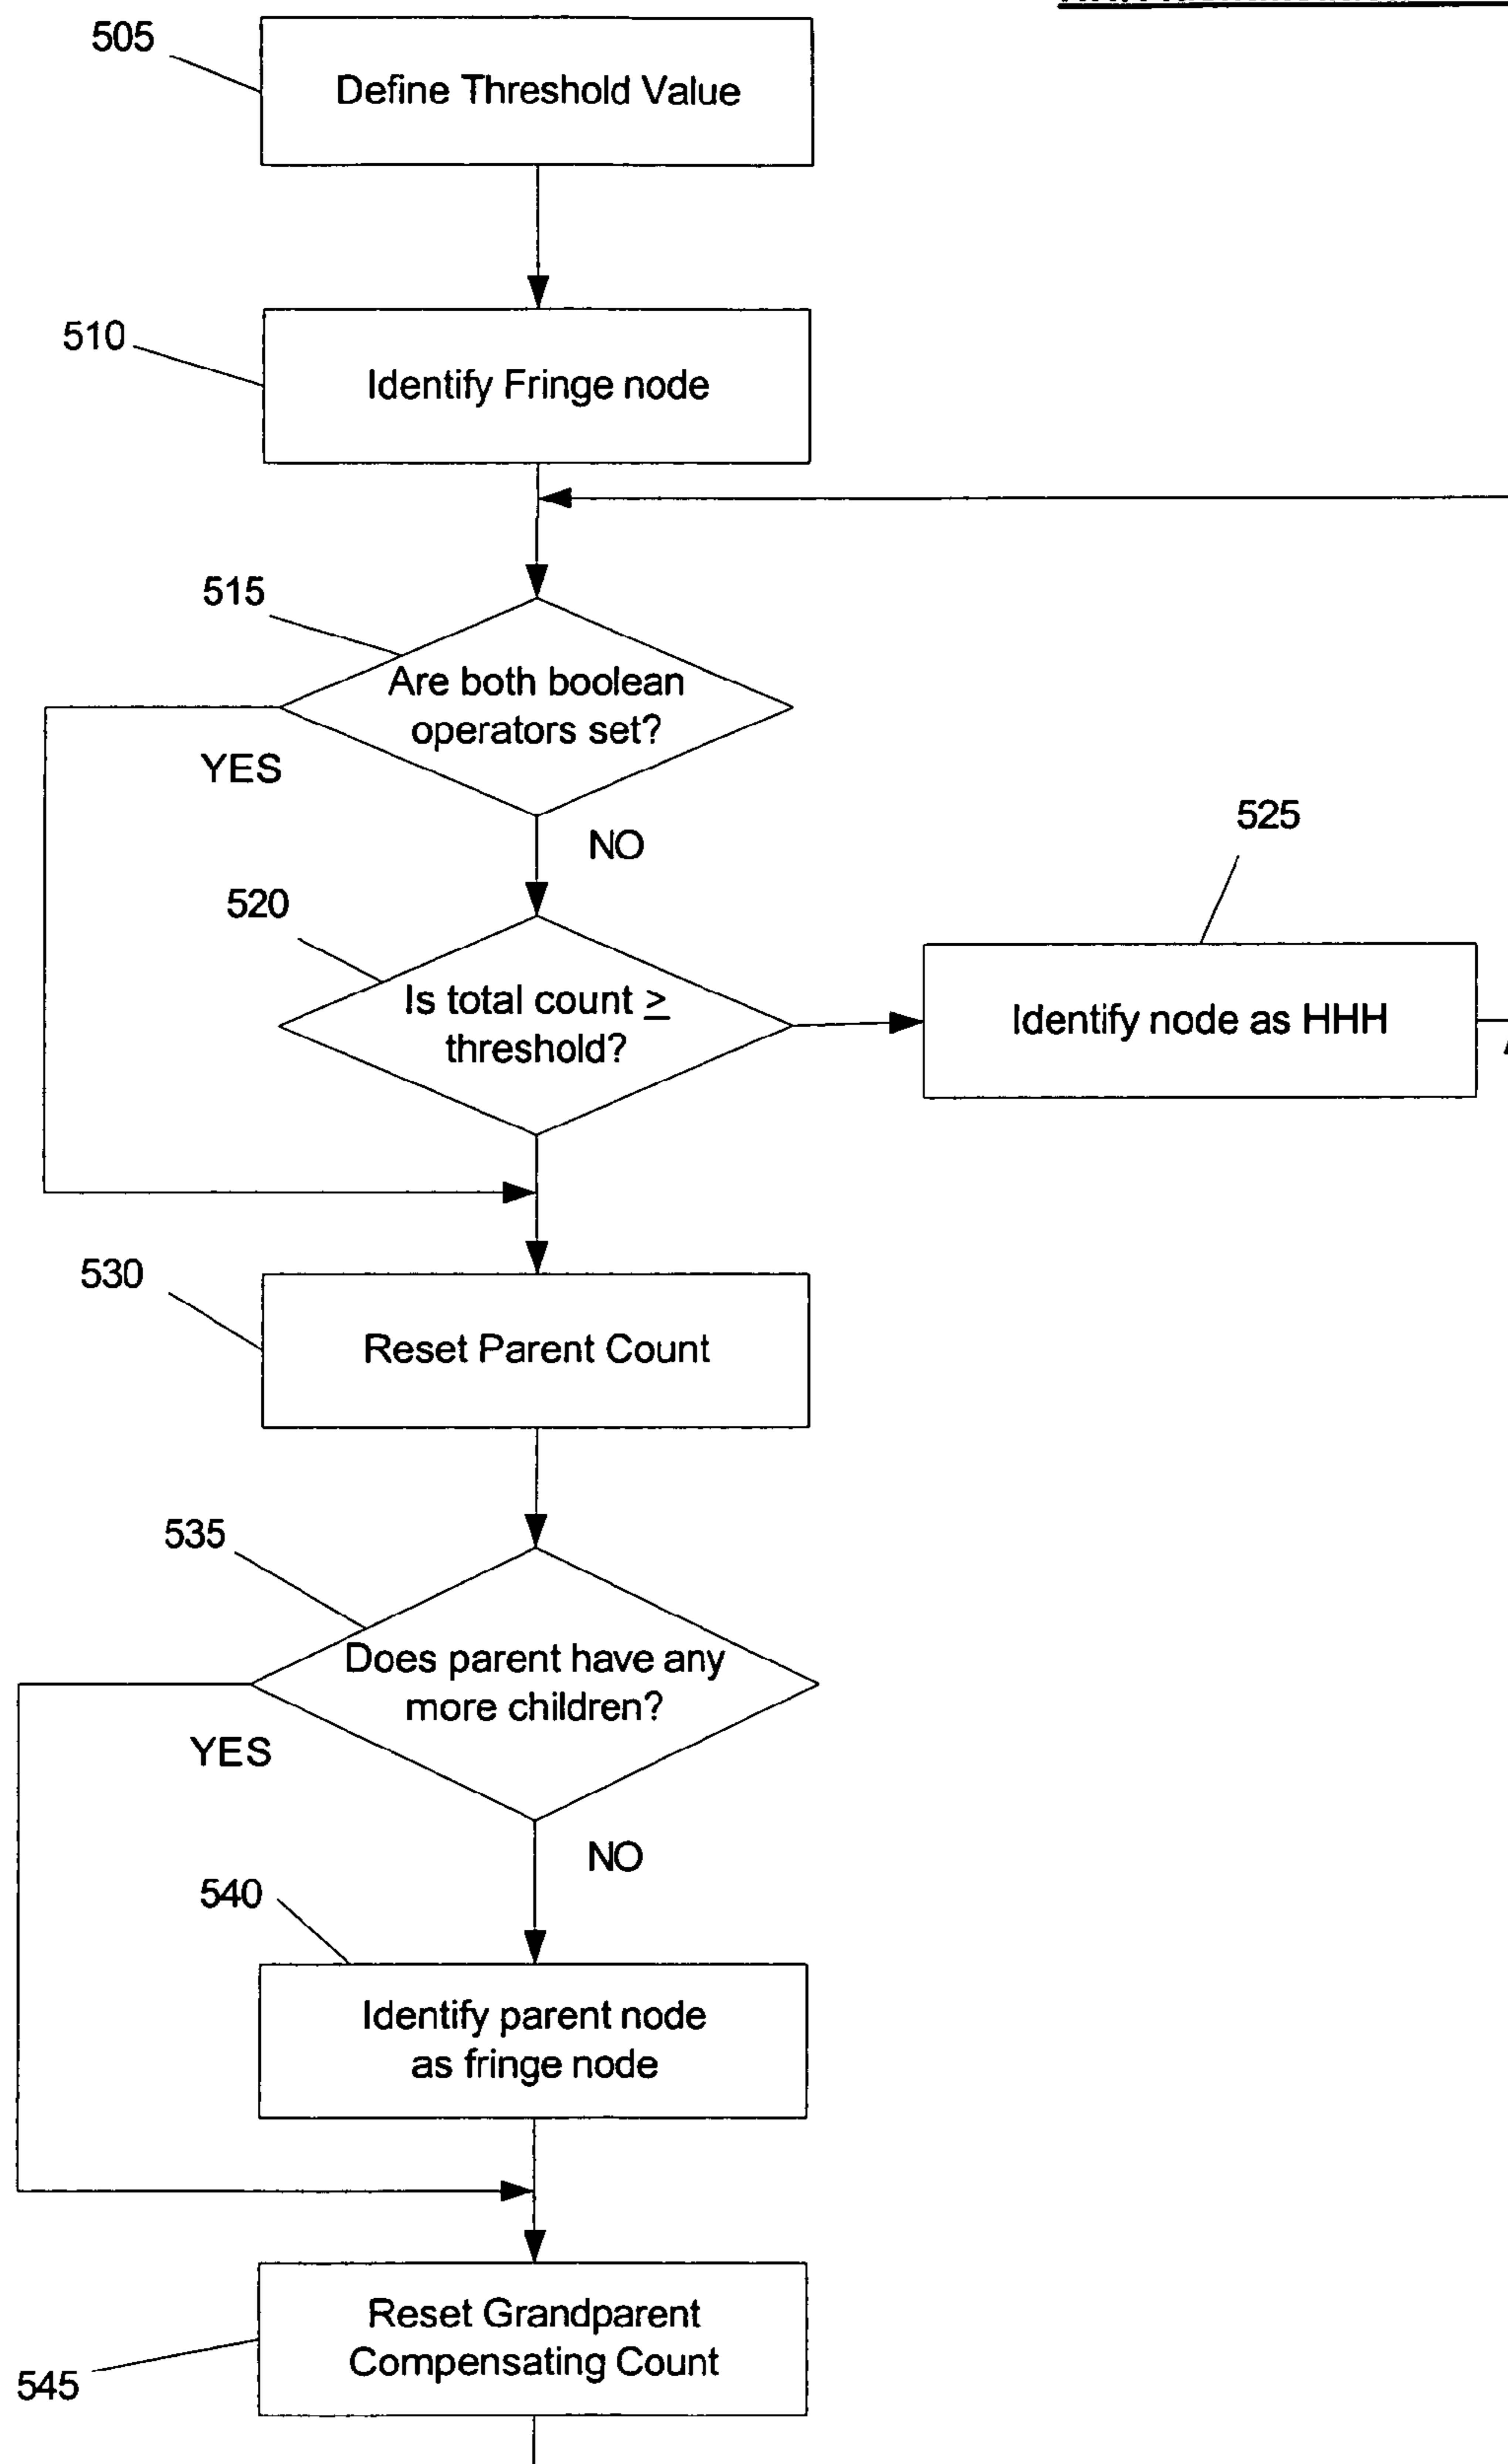 505
Define Threshold Value
510
Identify Fringe node
515
Are both boolean
operators set?
YES
NO
525
520
Is total count ≥
threshold?
Identify node as HHH
530
Reset Parent Count
535
Does parent have any
more children?
YES
NO
540
Identify parent node
as fringe node
Reset Grandparent
Compensating Count
545